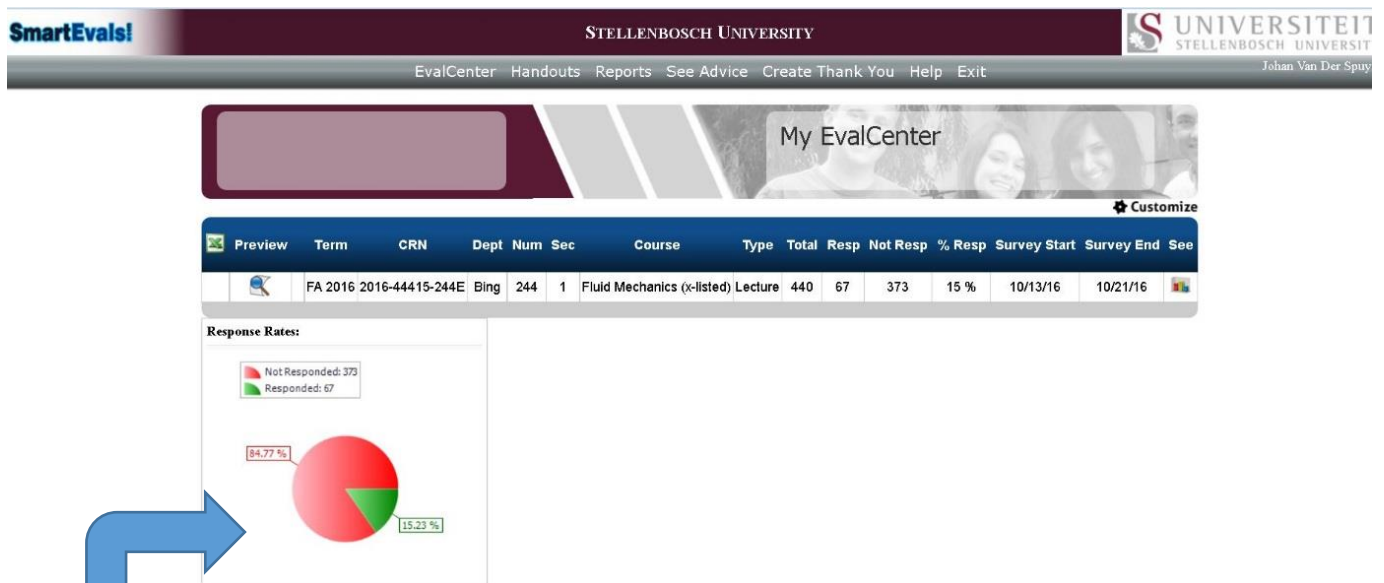 SmartEvals!
STELLENBOSCH UNIVERSITY
UNIVERSITEIT
STELLENBOSCH UNIVERSIT
EvalCenter Handouts Reports See Advice Create Thank You Help Exit
Johan Van Der Spuy
My EvalCenter
Customize
Preview Term CRN Dept Num Sec Course Type Total Resp Not Resp % Resp Survey Start Survey End See
FA 2016 2016-44415-244E Bing 244 1 Fluid Mechanics (x-listed) Lecture 440 67 373 15 % 10/13/16 10/21/16
Response Rates:
Not Responded: 373
Responded: 67
84.77 %
15.23 %